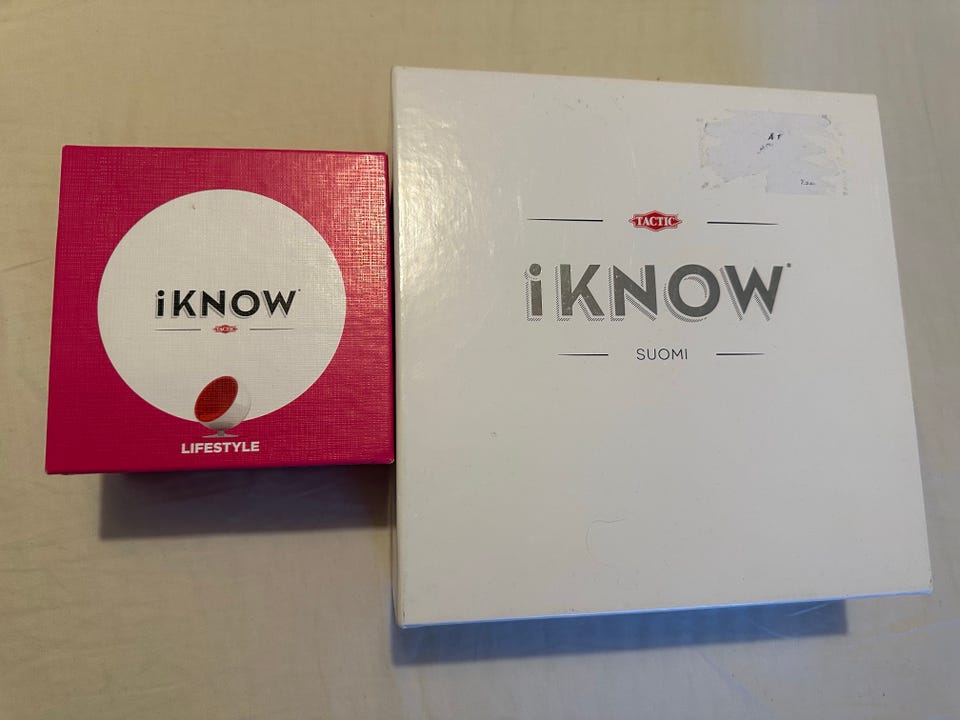 iKNOW
TACTIC
LIFESTYLE
TACTIC
iKNOW
SUOMI